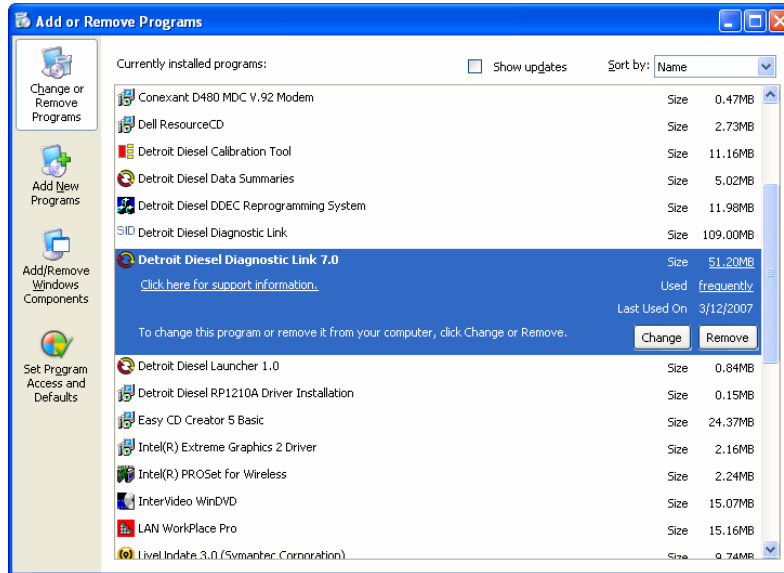 Add or Remove Programs
Change or
Remove
Programs
Add New
Programs
Add/Remove
Windows
Components
Set Program
Access and
Defaults
Currently installed programs:
Show updates
Sort by: Name
Conexant D480 MDC V.92 Modem Size 0.47MB
Dell ResourceCD Size 2.73MB
Detroit Diesel Calibration Tool Size 11.16MB
Detroit Diesel Data Summaries Size 5.02MB
Detroit Diesel DDEC Reprogramming System Size 11.98MB
SID Detroit Diesel Diagnostic Link Size 109.00MB
Detroit Diesel Diagnostic Link 7.0 Size 51.20MB
Click here for support information. Used frequently
Last Used On 3/12/2007
To change this program or remove it from your computer, click Change or Remove. Change Remove
Detroit Diesel Launcher 1.0 Size 0.84MB
Detroit Diesel RP1210A Driver Installation Size 0.15MB
Easy CD Creator 5 Basic Size 24.37MB
Intel(R) Extreme Graphics 2 Driver Size 2.16MB
Intel(R) PROSet for Wireless Size 2.24MB
InterVideo WinDVD Size 15.07MB
LAN WorkPlace Pro Size 15.16MB
LiveUpdate 3.0 (Symantec Corporation) Size 9.74MB